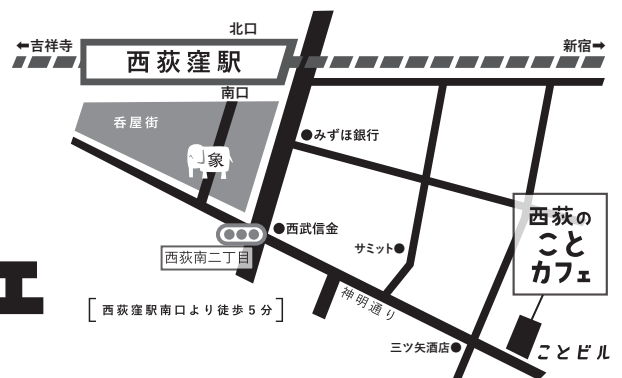 北口
←吉祥寺
新宿→
西荻窪駅
南口
呑屋街
象
みずほ銀行
西荻の
こと
カフェ
西武信金
サミット
西荻南二丁目
神明通り
[西荻窪駅南口より徒歩5分]
三ツ矢酒店
ことビル